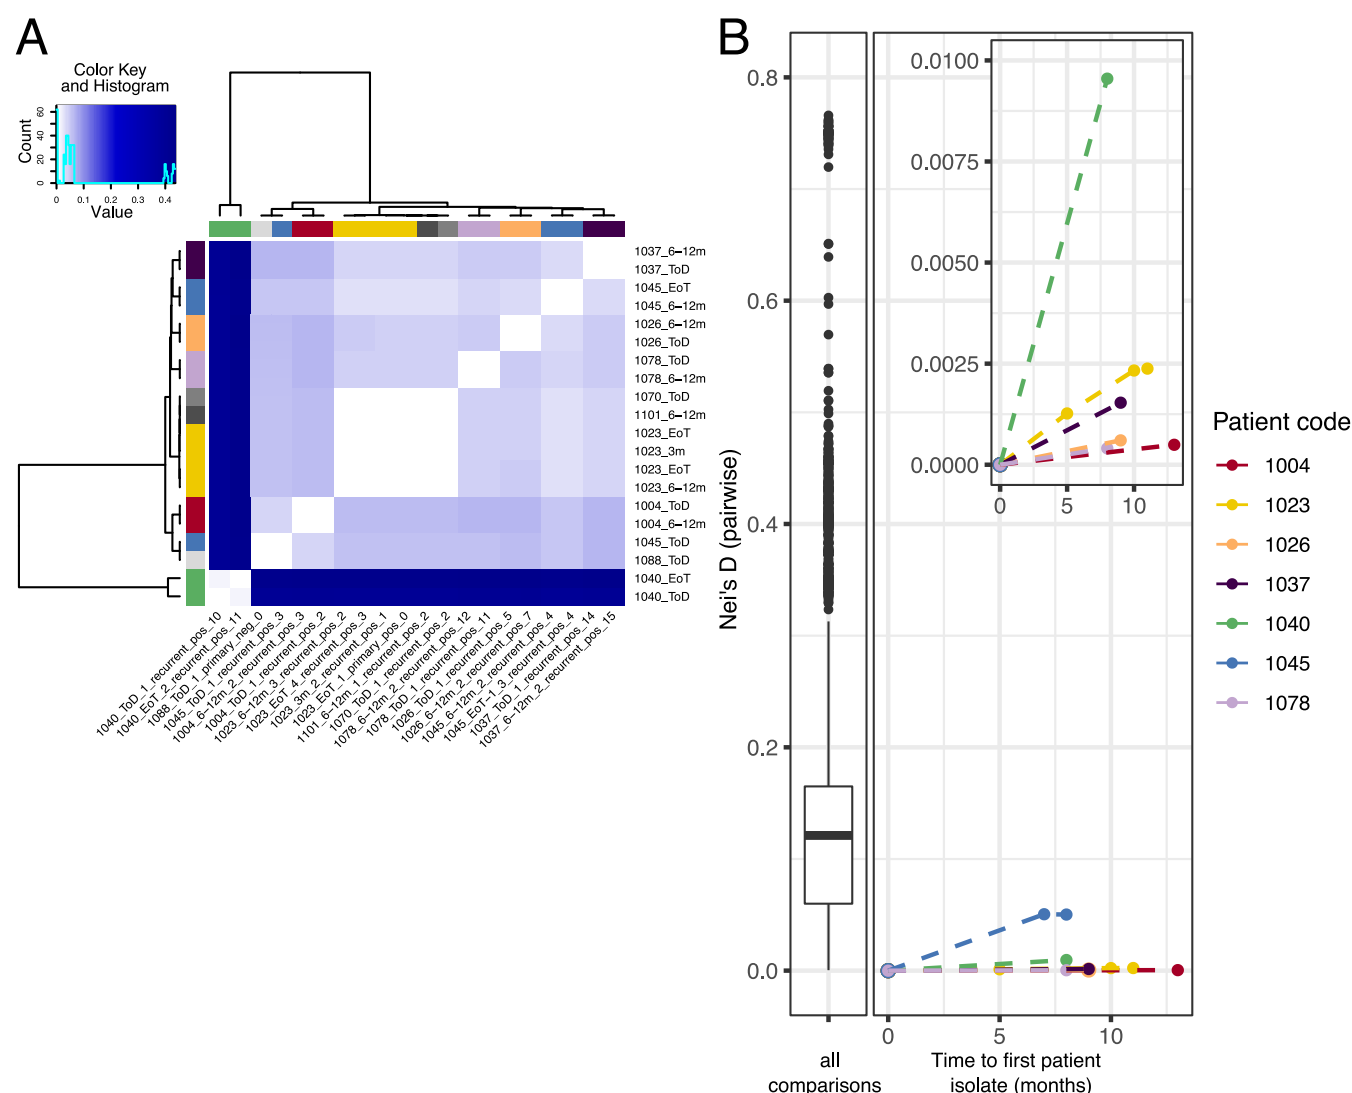 A
Color Key
and Histogram
Count
0 20 40 60
0 0.1 0.2 0.3 0.4
Value
1037_6−12m
1037_ToD
1045_EoT
1045_6−12m
1026_6−12m
1026_ToD
1078_ToD
1078_6−12m
1070_ToD
1101_6−12m
1023_EoT
1023_3m
1023_EoT
1023_6−12m
1004_ToD
1004_6−12m
1045_ToD
1088_ToD
1040_EoT
1040_ToD
1040_ToD_1_recurrent_pos_10
1040_EoT_2_recurrent_pos_11
1088_ToD_1_primary_neg_0
1045_ToD_1_recurrent_pos_3
1004_6−12m_2_recurrent_pos_3
1004_ToD_1_recurrent_pos_2
1023_6−12m_3_recurrent_pos_2
1023_EoT_4_recurrent_pos_3
1023_3m_2_recurrent_pos_1
1023_EoT_1_primary_pos_0
1101_6−12m_1_recurrent_pos_2
1070_ToD_1_recurrent_pos_2
1078_6−12m_2_recurrent_pos_12
1078_ToD_1_recurrent_pos_11
1026_ToD_1_recurrent_pos_5
1026_6−12m_2_recurrent_pos_7
1045_6−12m_2_recurrent_pos_4
1045_EoT−1_3_recurrent_pos_4
1037_ToD_1_recurrent_pos_14
1037_6−12m_2_recurrent_pos_15
B
Nei's D (pairwise)
0.8
0.6
0.4
0.2
0.0
all
comparisons
0.0100
0.0075
0.0050
0.0025
0.0000
0 5 10
0 5 10
Time to first patient
isolate (months)
Patient code
1004
1023
1026
1037
1040
1045
1078